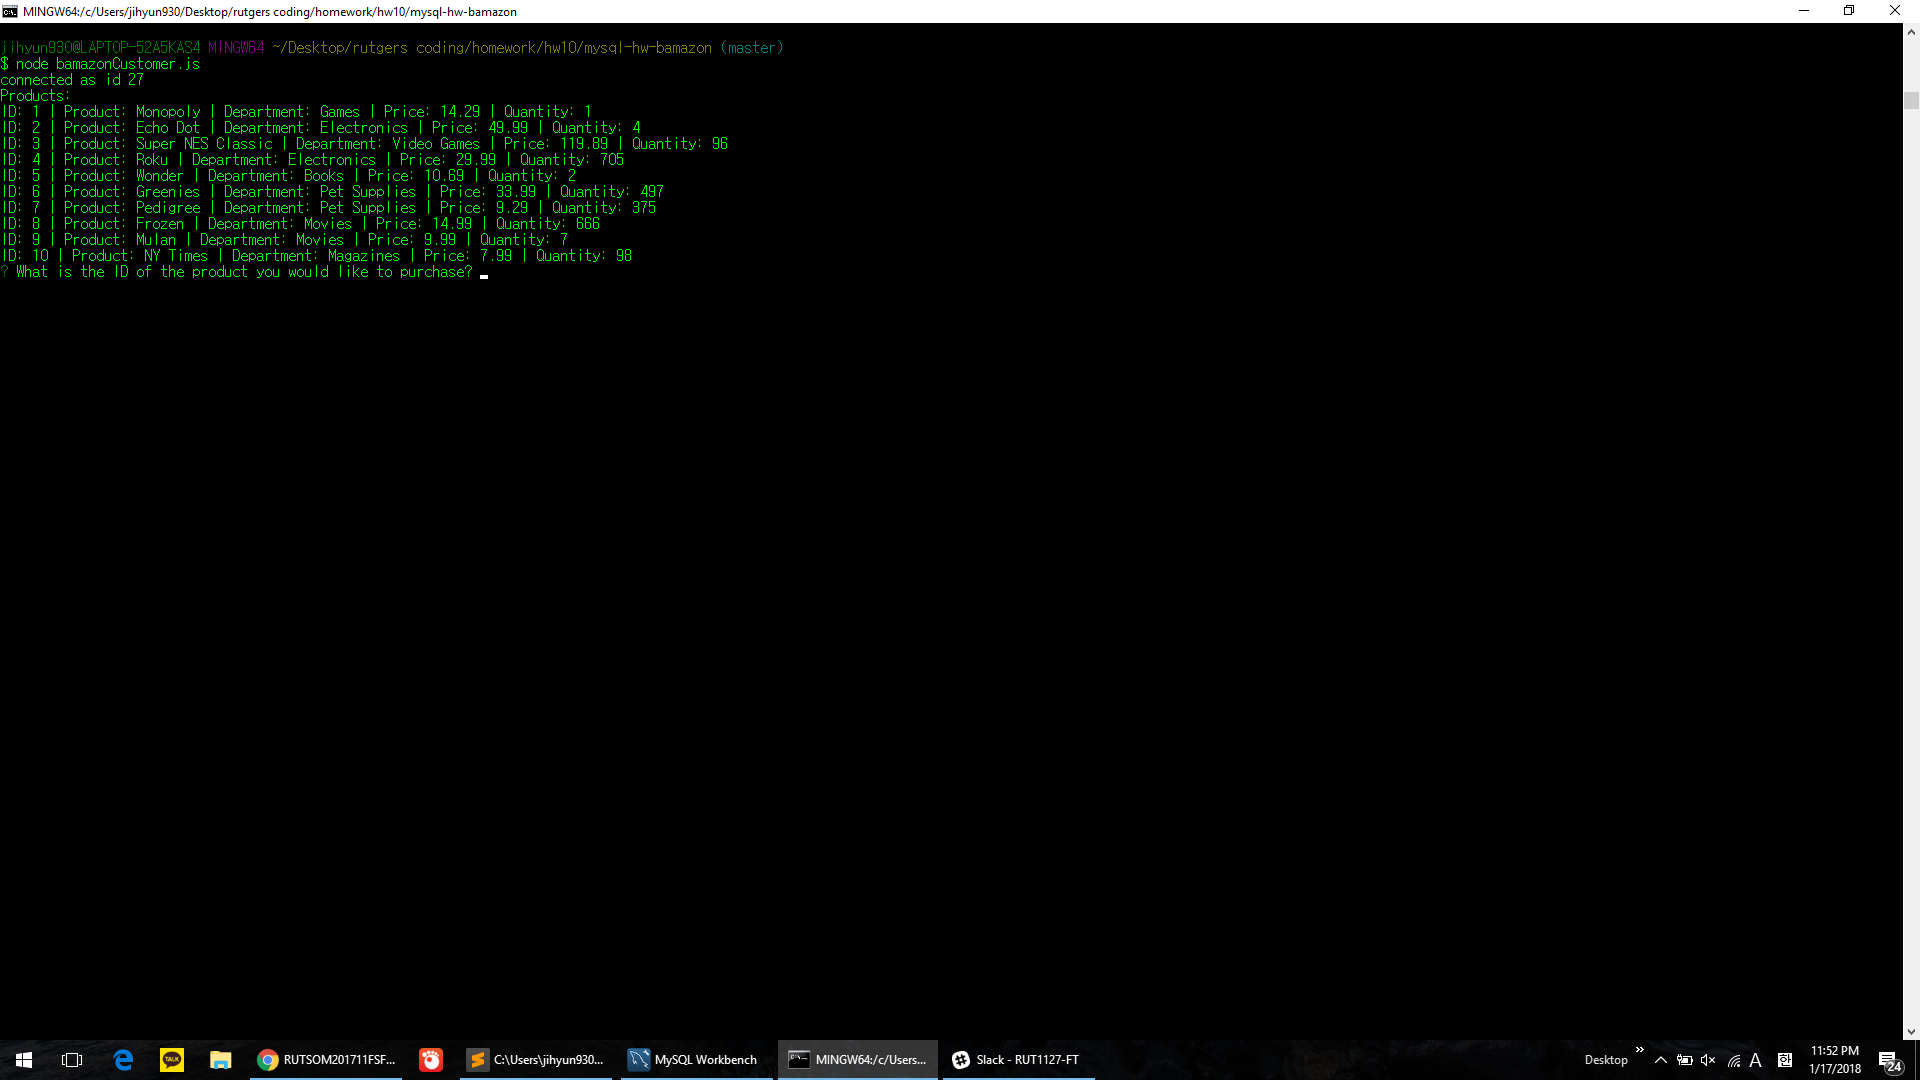 MINGW64:/c/Users/jihyun930/Desktop/rutgers coding/homework/hw10/mysql-hw-bamazon
jihyun930@LAPTOP-52A5KAS4 MINGW64 ~/Desktop/rutgers coding/homework/hw10/mysql-hw-bamazon (master)
$ node bamazonCustomer.js
connected as id 27
Products:
ID: 1 | Product: Monopoly | Department: Games | Price: 14.29 | Quantity: 1
ID: 2 | Product: Echo Dot | Department: Electronics | Price: 49.99 | Quantity: 4
ID: 3 | Product: Super NES Classic | Department: Video Games | Price: 119.89 | Quantity: 96
ID: 4 | Product: Roku | Department: Electronics | Price: 29.99 | Quantity: 705
ID: 5 | Product: Wonder | Department: Books | Price: 10.69 | Quantity: 2
ID: 6 | Product: Greenies | Department: Pet Supplies | Price: 33.99 | Quantity: 497
ID: 7 | Product: Pedigree | Department: Pet Supplies | Price: 9.29 | Quantity: 375
ID: 8 | Product: Frozen | Department: Movies | Price: 14.99 | Quantity: 666
ID: 9 | Product: Mulan | Department: Movies | Price: 9.99 | Quantity: 7
ID: 10 | Product: NY Times | Department: Magazines | Price: 7.99 | Quantity: 98
? What is the ID of the product you would like to purchase?
TALK
RUTSOM201711FSF...
C:\Users\jihyun930...
MySQL Workbench
MINGW64:/c/Users...
Slack - RUT1127-FT
Desktop
A
한
11:52 PM
1/17/2018
24